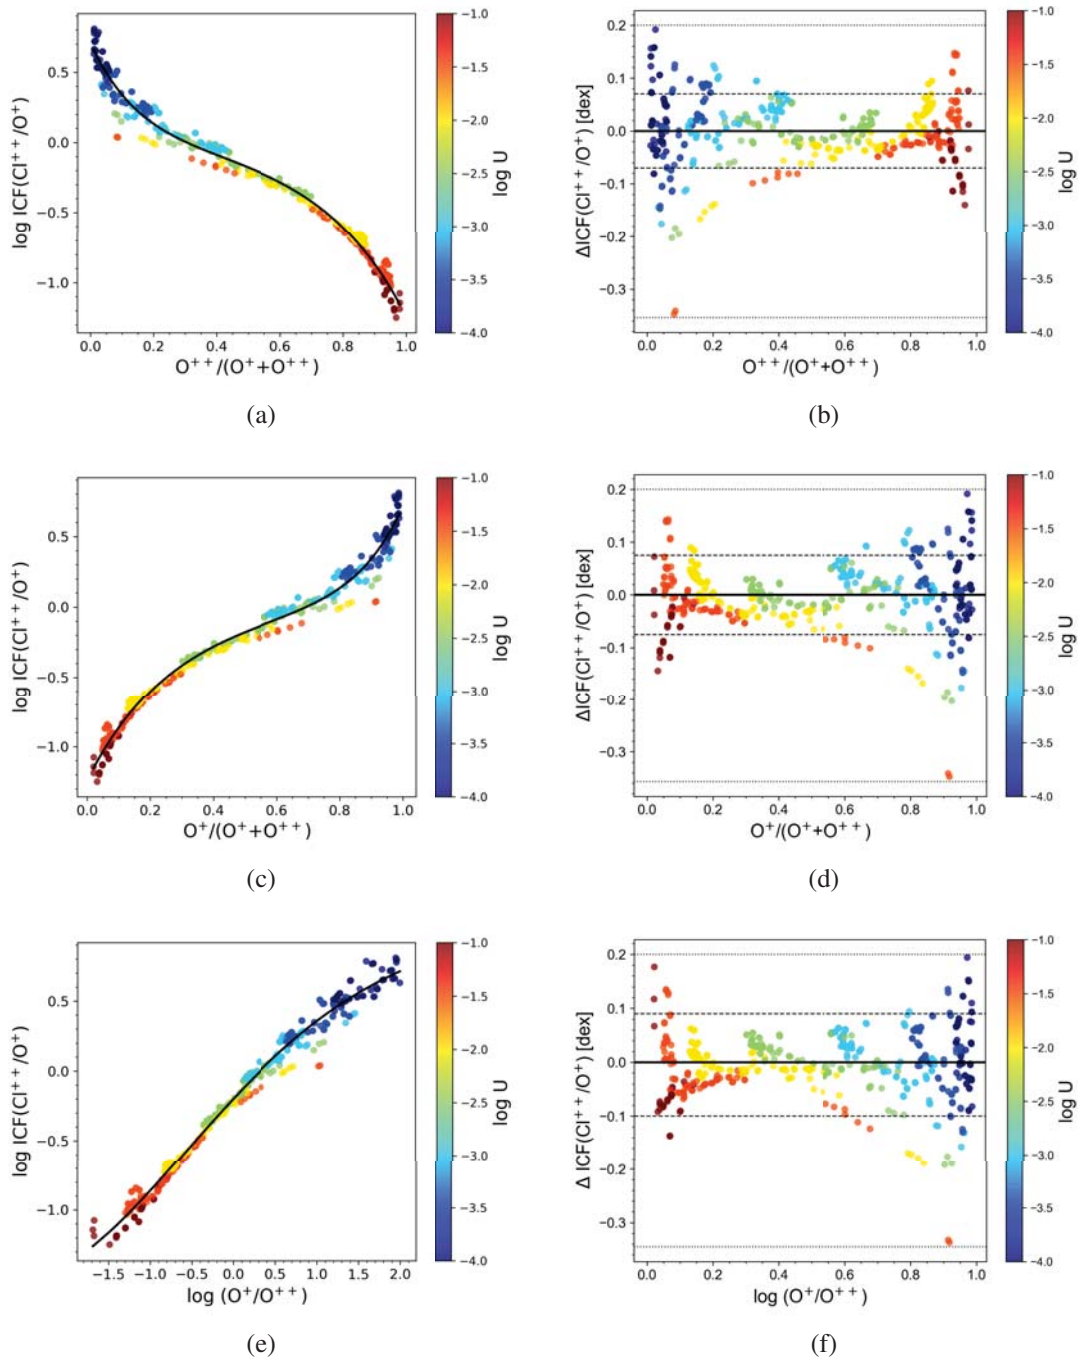 0.5
0.0
−0.5
−1.0
log ICF(Cl⁺⁺/O⁺)
0.0 0.2 0.4 0.6 0.8 1.0
O⁺⁺/(O⁺+O⁺⁺)
−1.0
−1.5
−2.0
−2.5
−3.0
−3.5
−4.0
log U
(a)
0.2
0.1
0.0
−0.1
−0.2
−0.3
ΔICF(Cl⁺⁺/O⁺) [dex]
0.0 0.2 0.4 0.6 0.8 1.0
O⁺⁺/(O⁺+O⁺⁺)
−1.0
−1.5
−2.0
−2.5
−3.0
−3.5
−4.0
log U
(b)
0.5
0.0
−0.5
−1.0
log ICF(Cl⁺⁺/O⁺)
0.0 0.2 0.4 0.6 0.8 1.0
O⁺/(O⁺+O⁺⁺)
−1.0
−1.5
−2.0
−2.5
−3.0
−3.5
−4.0
log U
(c)
0.2
0.1
0.0
−0.1
−0.2
−0.3
ΔICF(Cl⁺⁺/O⁺) [dex]
0.0 0.2 0.4 0.6 0.8 1.0
O⁺/(O⁺+O⁺⁺)
−1.0
−1.5
−2.0
−2.5
−3.0
−3.5
−4.0
log U
(d)
0.5
0.0
−0.5
−1.0
log ICF(Cl⁺⁺/O⁺)
−1.5 −1.0 −0.5 0.0 0.5 1.0 1.5 2.0
log (O⁺/O⁺⁺)
−1.0
−1.5
−2.0
−2.5
−3.0
−3.5
−4.0
log U
(e)
0.2
0.1
0.0
−0.1
−0.2
−0.3
Δ ICF(Cl⁺⁺/O⁺) [dex]
0.0 0.2 0.4 0.6 0.8 1.0
log (O⁺/O⁺⁺)
−1.0
−1.5
−2.0
−2.5
−3.0
−3.5
−4.0
log U
(f)